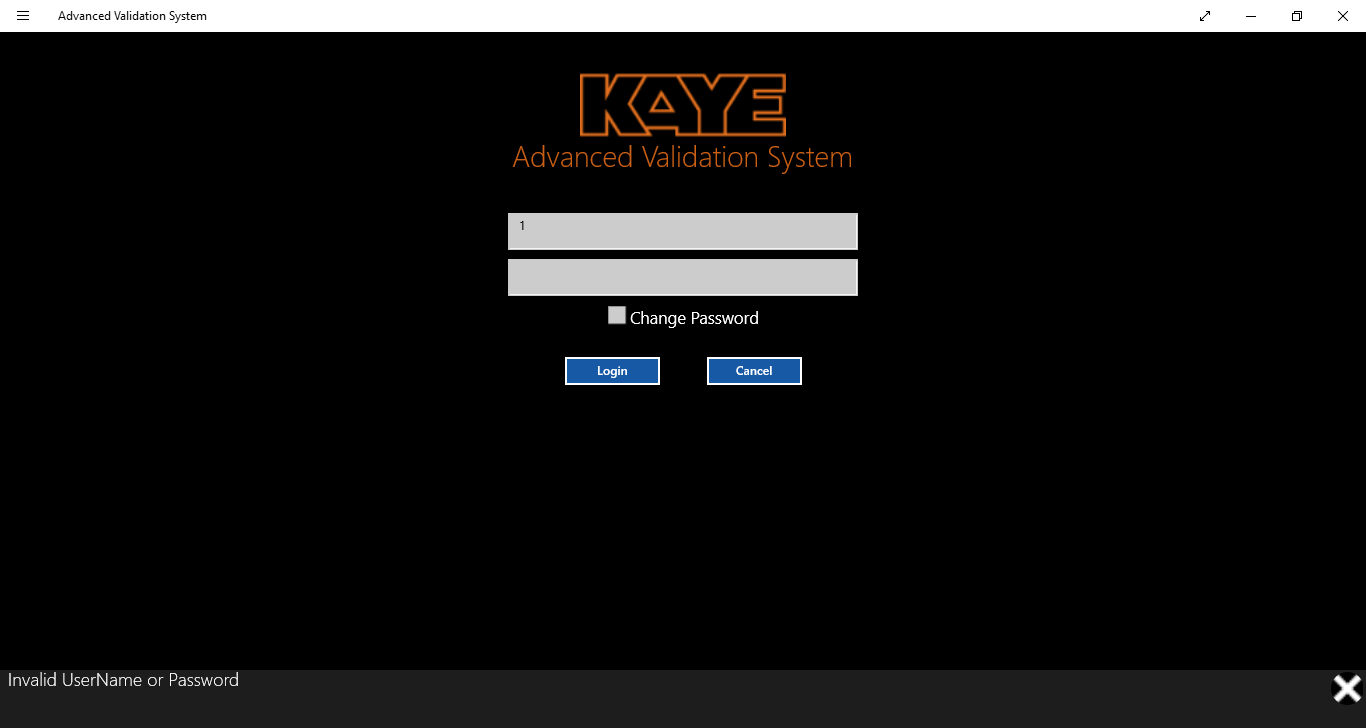 Advanced Validation System
KAYE
Advanced Validation System
1
Change Password
Login
Cancel
Invalid UserName or Password